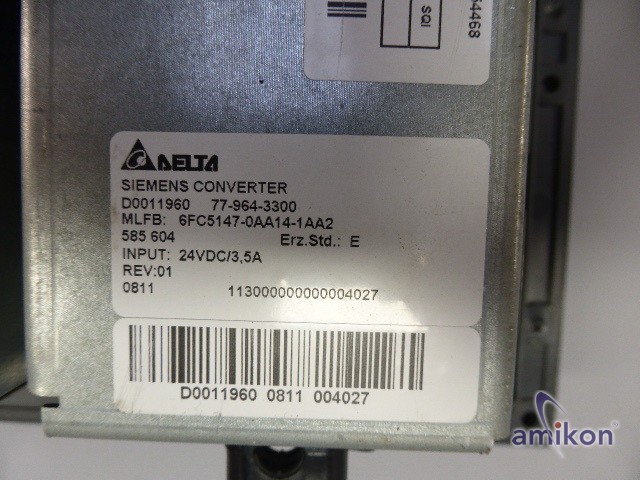 64468
SQI
DELTA
SIEMENS CONVERTER
D0011960 77-964-3300
MLFB: 6FC5147-0AA14-1AA2
585 604 Erz.Std.: E
INPUT: 24VDC/3,5A
REV:01
0811 113000000000004027
D0011960 0811 004027
amikon